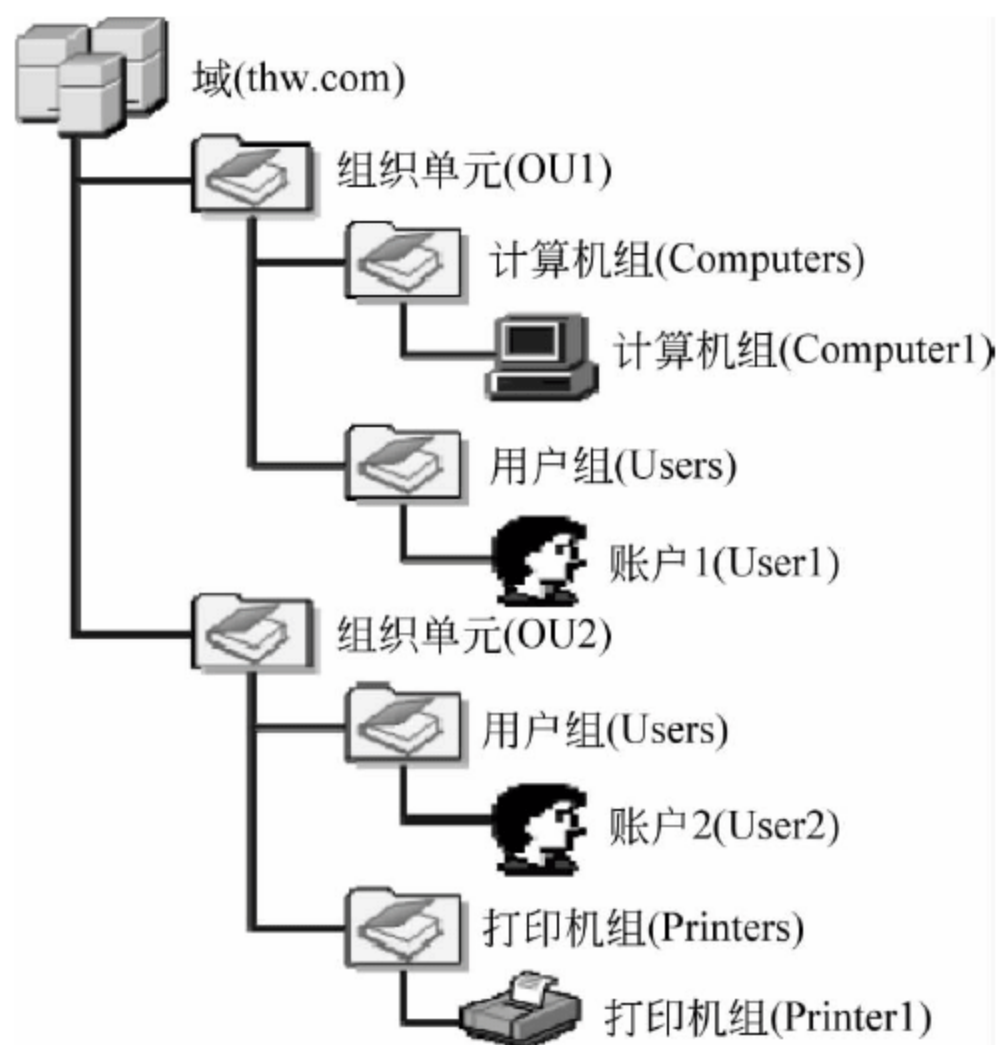 域(thw.com)
组织单元(OU1)
计算机组(Computers)
计算机组(Computer1)
用户组(Users)
账户1(User1)
组织单元(OU2)
用户组(Users)
账户2(User2)
打印机组(Printers)
打印机组(Printer1)